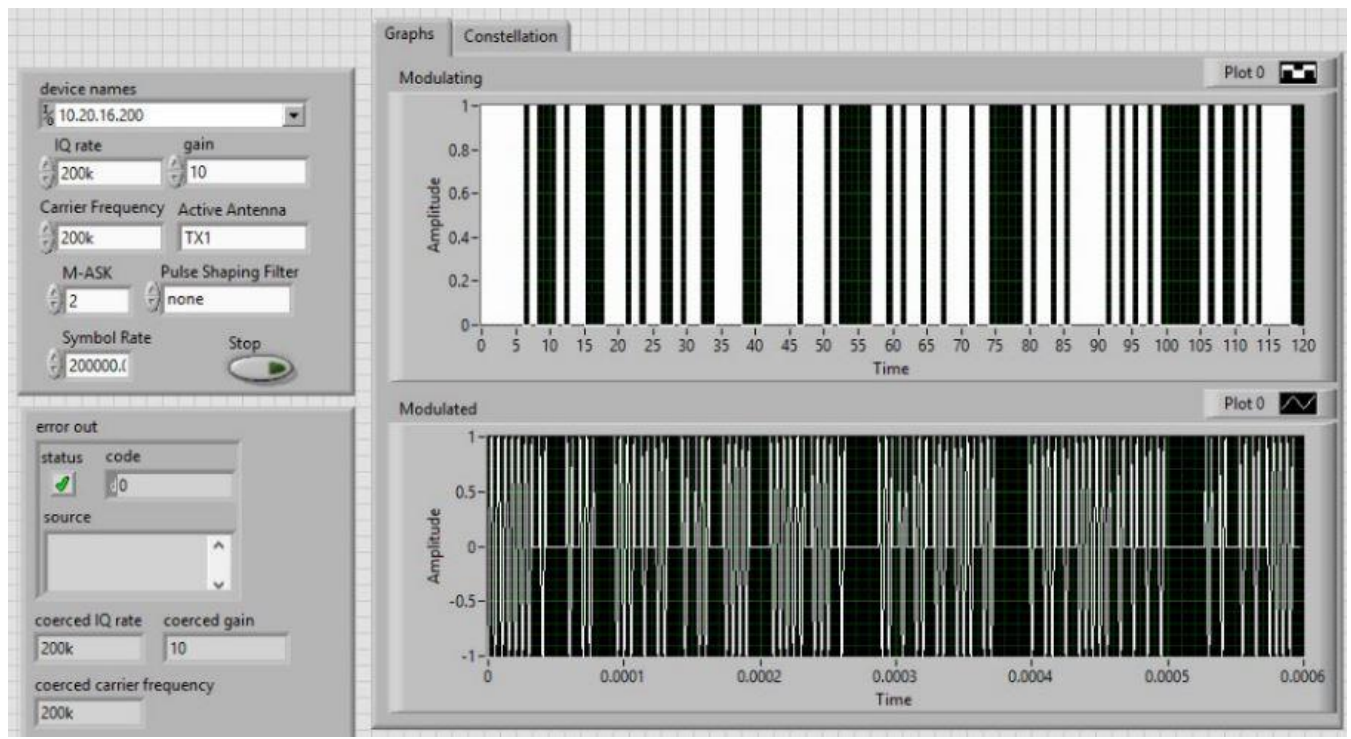 Graphs Constellation
device names
10.20.16.200
IQ rate gain
200k 10
Carrier Frequency Active Antenna
200k TX1
M-ASK Pulse Shaping Filter
2 none
Symbol Rate Stop
200000.(
error out
status code
d0
source
coerced IQ rate coerced gain
200k 10
coerced carrier frequency
200k
Modulating Plot 0
1
0.8
0.6
0.4
0.2
0
Amplitude
0 5 10 15 20 25 30 35 40 45 50 55 60 65 70 75 80 85 90 95 100 105 110 115 120
Time
Modulated Plot 0
1
0.5
0
-0.5
-1
Amplitude
0 0.0001 0.0002 0.0003 0.0004 0.0005 0.0006
Time